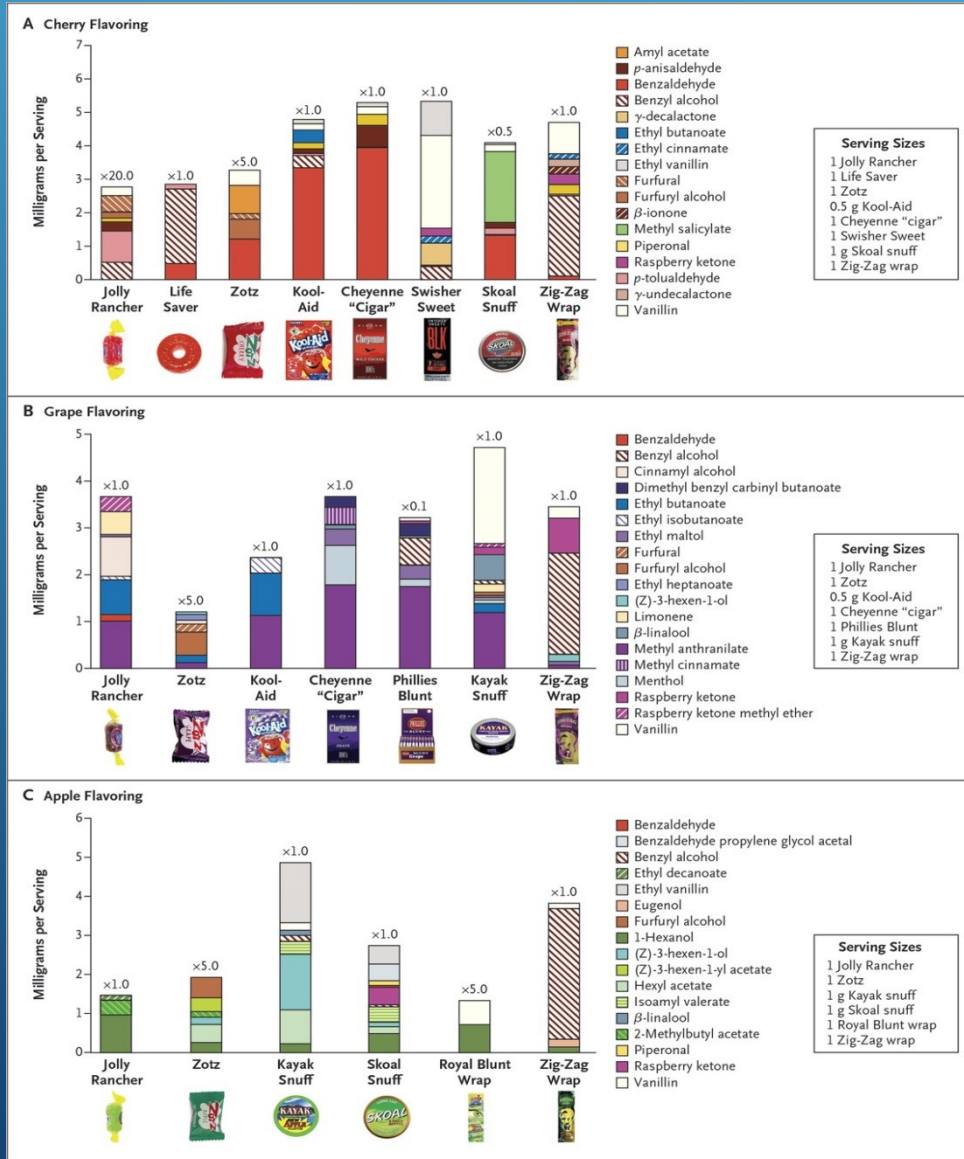 A Cherry Flavoring
Milligrams per Serving
7
6
5
4
3
2
1
0
×20.0
×1.0
×5.0
×1.0
×1.0
×1.0
×0.5
×1.0
Jolly Rancher
Life Saver
Zotz
Kool-Aid
Cheyenne "Cigar"
Swisher Sweet
Skoal Snuff
Zig-Zag Wrap
Amyl acetate
p-anisaldehyde
Benzaldehyde
Benzyl alcohol
γ-decalactone
Ethyl butanoate
Ethyl cinnamate
Ethyl vanillin
Furfural
Furfuryl alcohol
β-ionone
Methyl salicylate
Piperonal
Raspberry ketone
p-tolualdehyde
γ-undecalactone
Vanillin
Serving Sizes
1 Jolly Rancher
1 Life Saver
1 Zotz
0.5 g Kool-Aid
1 Cheyenne "cigar"
1 Swisher Sweet
1 g Skoal snuff
1 Zig-Zag wrap
Zotz
Kool-Aid
Cheyenne
BLK
SKOAL
B Grape Flavoring
Milligrams per Serving
5
4
3
2
1
0
×1.0
×5.0
×1.0
×1.0
×0.1
×1.0
×1.0
Jolly Rancher
Zotz
Kool-Aid
Cheyenne "Cigar"
Phillies Blunt
Kayak Snuff
Zig-Zag Wrap
Benzaldehyde
Benzyl alcohol
Cinnamyl alcohol
Dimethyl benzyl carbinyl butanoate
Ethyl butanoate
Ethyl isobutanoate
Ethyl maltol
Furfural
Furfuryl alcohol
Ethyl heptanoate
(Z)-3-hexen-1-ol
Limonene
β-linalool
Methyl anthranilate
Methyl cinnamate
Menthol
Raspberry ketone
Raspberry ketone methyl ether
Vanillin
Serving Sizes
1 Jolly Rancher
1 Zotz
0.5 g Kool-Aid
1 Cheyenne "cigar"
1 Phillies Blunt
1 g Kayak snuff
1 Zig-Zag wrap
Zotz
Kool-Aid
Cheyenne
KAYAK
C Apple Flavoring
Milligrams per Serving
6
5
4
3
2
1
0
×1.0
×5.0
×1.0
×1.0
×5.0
×1.0
Jolly Rancher
Zotz
Kayak Snuff
Skoal Snuff
Royal Blunt Wrap
Zig-Zag Wrap
Benzaldehyde
Benzaldehyde propylene glycol acetal
Benzyl alcohol
Ethyl decanoate
Ethyl vanillin
Eugenol
Furfuryl alcohol
1-Hexanol
(Z)-3-hexen-1-ol
(Z)-3-hexen-1-yl acetate
Hexyl acetate
Isoamyl valerate
β-linalool
2-Methylbutyl acetate
Piperonal
Raspberry ketone
Vanillin
Serving Sizes
1 Jolly Rancher
1 Zotz
1 g Kayak snuff
1 g Skoal snuff
1 Royal Blunt wrap
1 Zig-Zag wrap
Zotz
KAYAK
APPLE
SKOAL